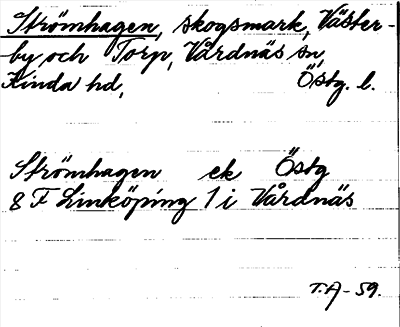 Strömhagen, skogsmark, Väster-
by och Torp, Vårdnäs sn,
Kinda hd, Östg. l.
Strömhagen ek Östg
8 F Linköping 1 i Vårdnäs
T.A-59.